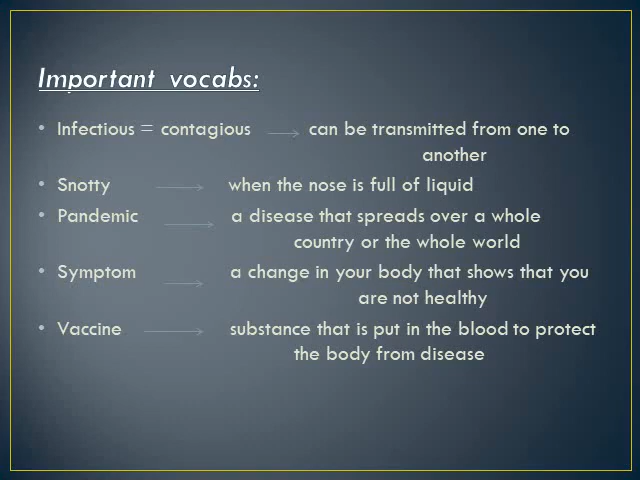 Important vocabs:
• Infectious = contagious → can be transmitted from one to
another
• Snotty → when the nose is full of liquid
• Pandemic → a disease that spreads over a whole
country or the whole world
• Symptom → a change in your body that shows that you
are not healthy
• Vaccine → substance that is put in the blood to protect
the body from disease